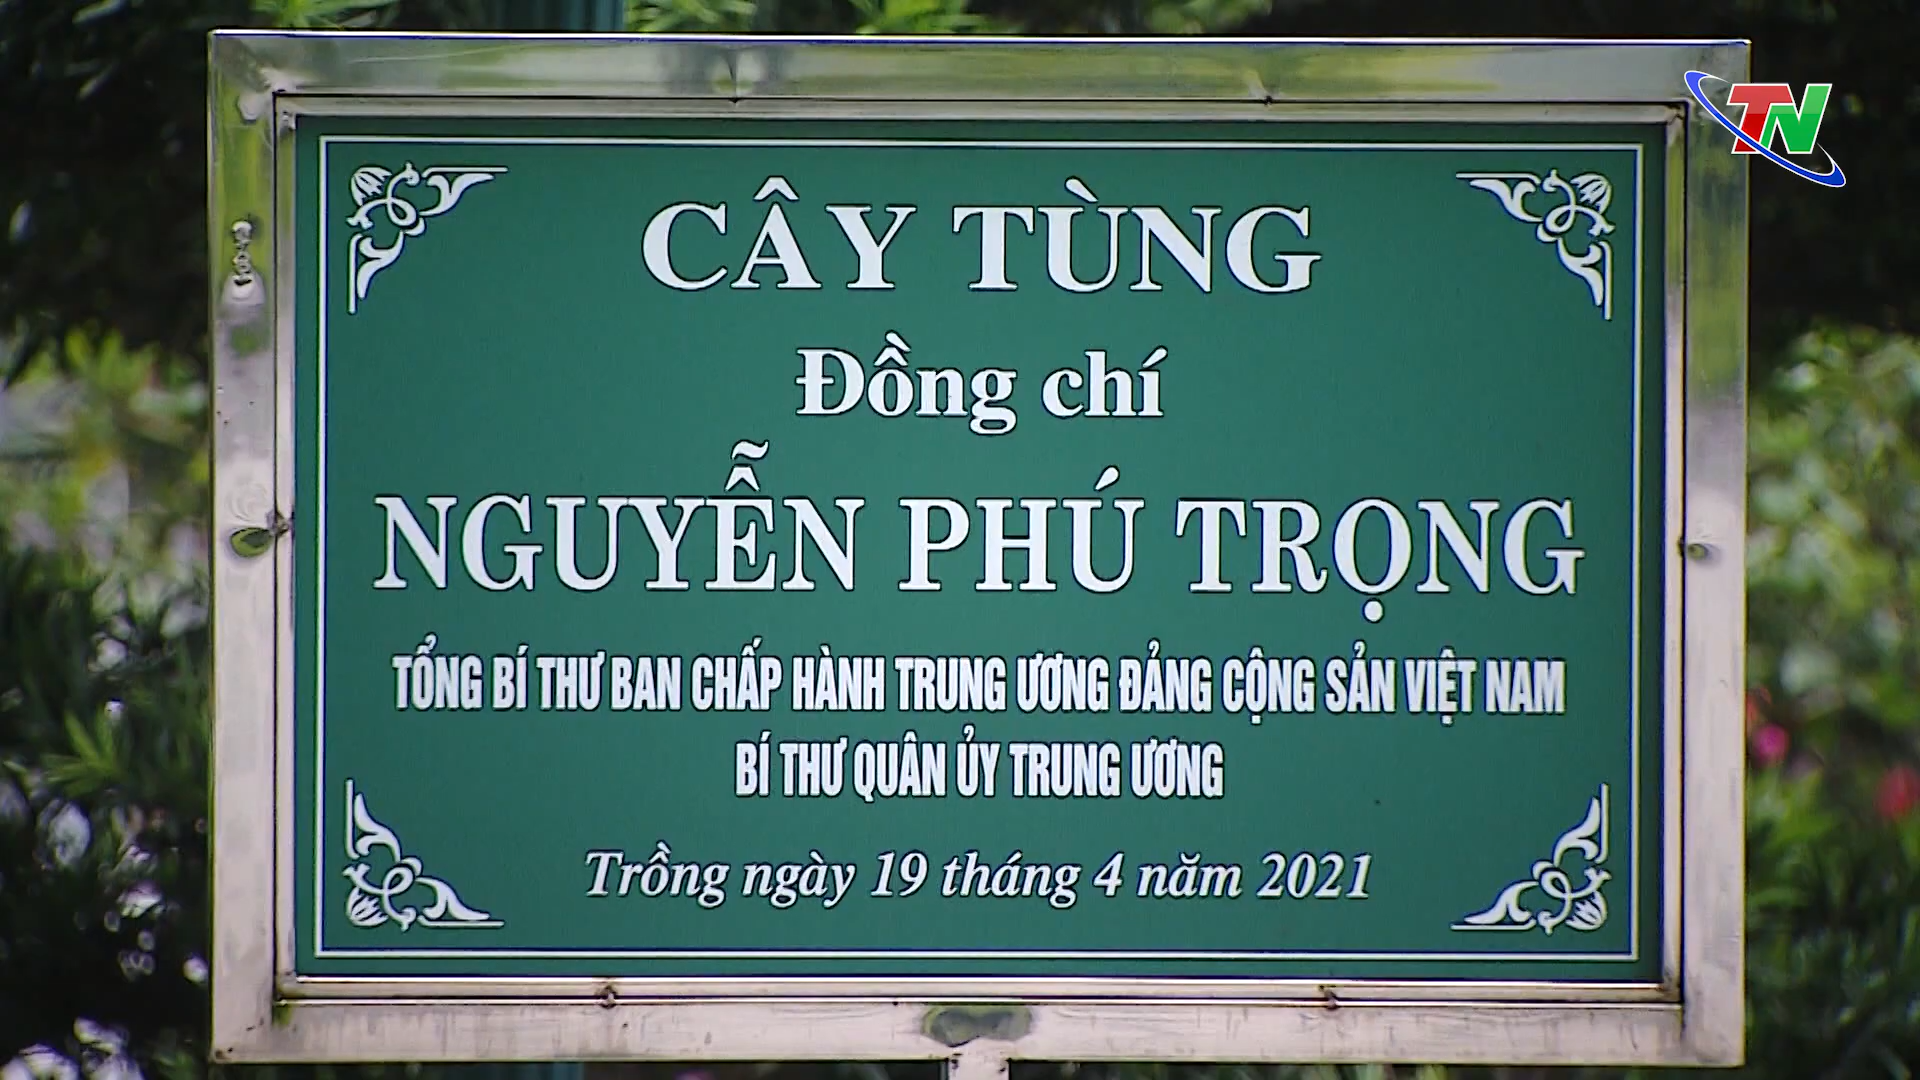 TN
CÂY TÙNG
Đồng chí
NGUYỄN PHÚ TRỌNG
TỔNG BÍ THƯ BAN CHẤP HÀNH TRUNG ƯƠNG ĐẢNG CỘNG SẢN VIỆT NAM
BÍ THƯ QUÂN ỦY TRUNG ƯƠNG
Trồng ngày 19 tháng 4 năm 2021